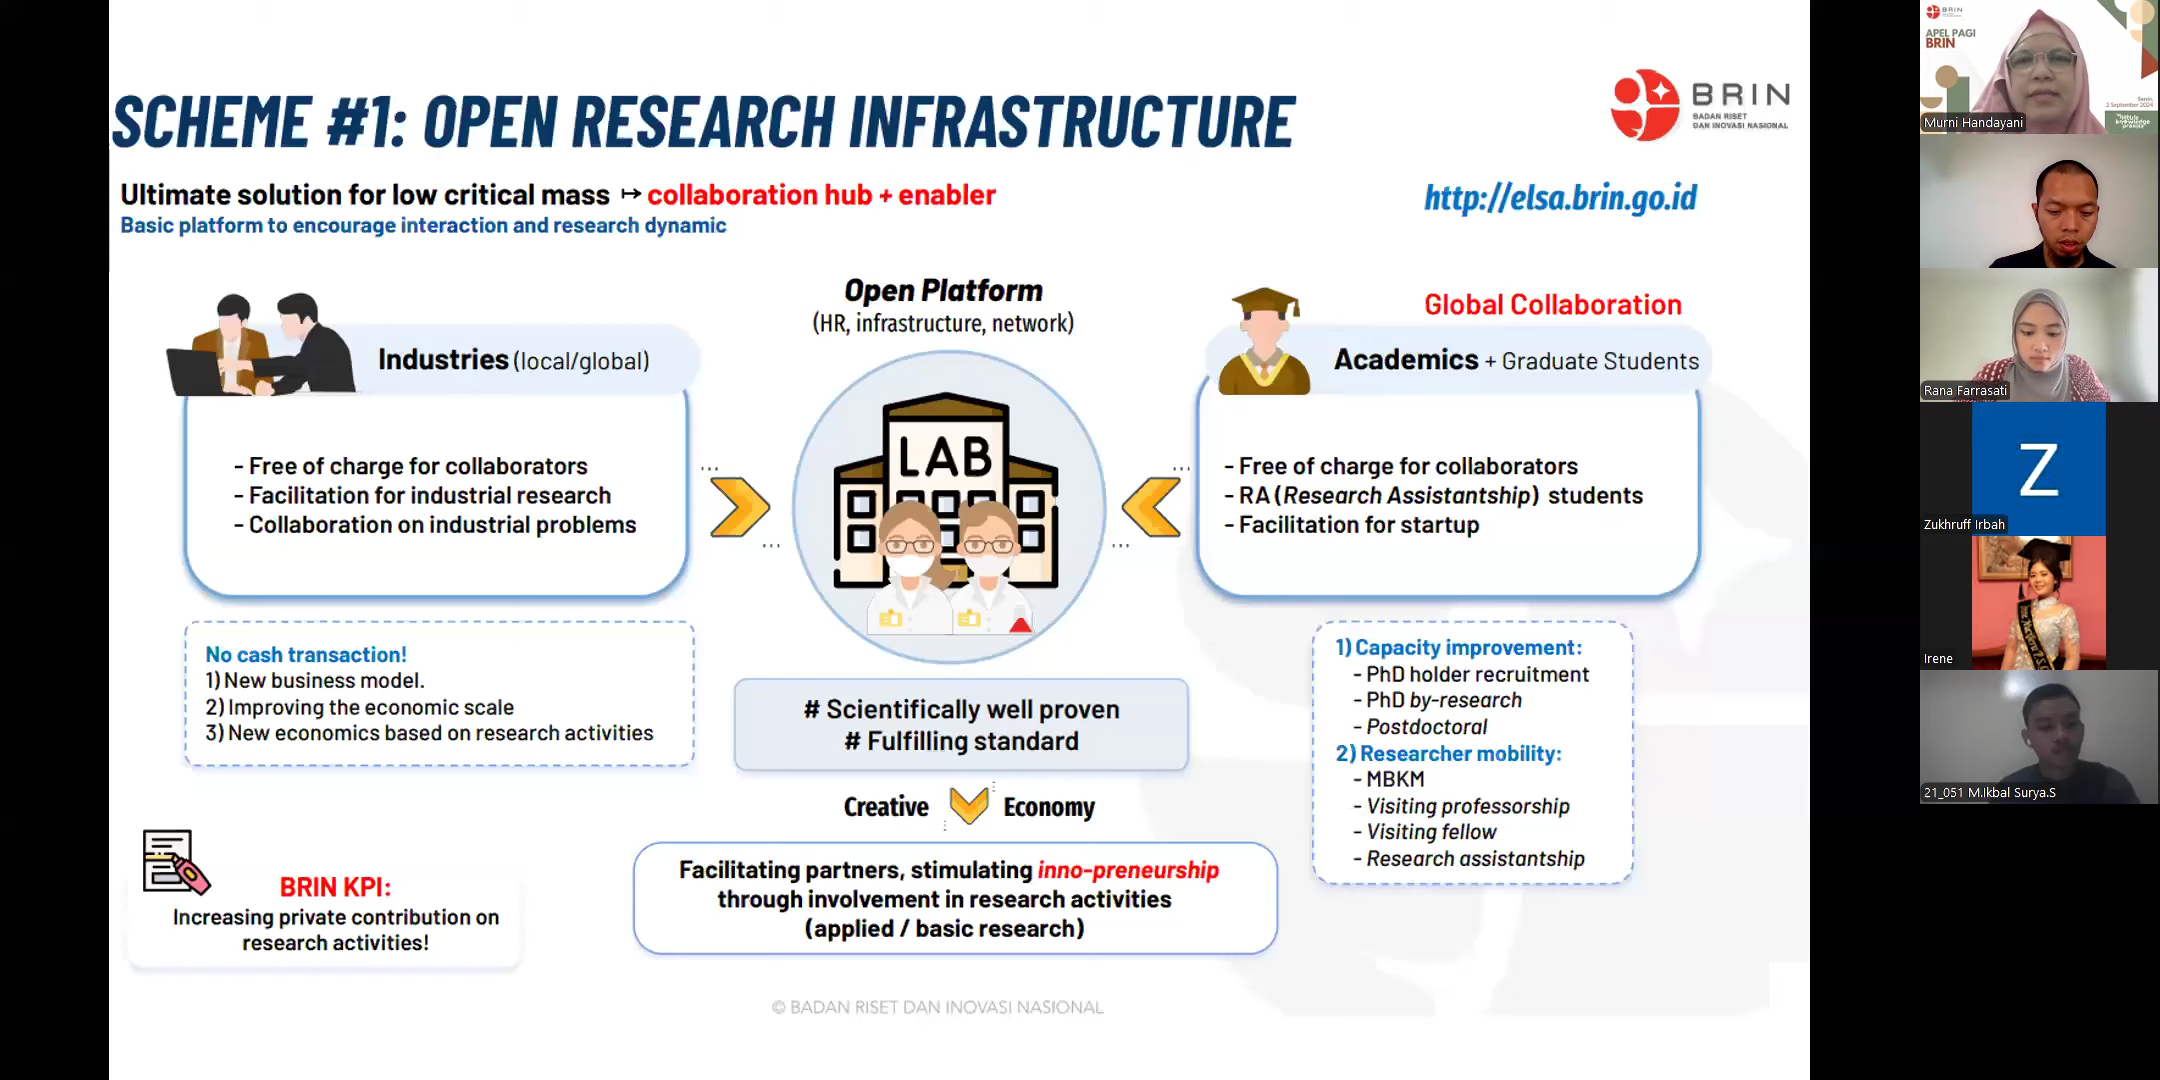 SCHEME #1: OPEN RESEARCH INFRASTRUCTURE
BRIN
BADAN RISET
DAN INOVASI NASIONAL
Ultimate solution for low critical mass ↦ collaboration hub + enabler
Basic platform to encourage interaction and research dynamic
http://elsa.brin.go.id
Industries (local/global)
- Free of charge for collaborators
- Facilitation for industrial research
- Collaboration on industrial problems
No cash transaction!
1) New business model.
2) Improving the economic scale
3) New economics based on research activities
BRIN KPI:
Increasing private contribution on
research activities!
Open Platform
(HR, infrastructure, network)
LAB
# Scientifically well proven
# Fulfilling standard
Creative Economy
Facilitating partners, stimulating inno-preneurship
through involvement in research activities
(applied / basic research)
Global Collaboration
Academics + Graduate Students
- Free of charge for collaborators
- RA (Research Assistantship) students
- Facilitation for startup
1) Capacity improvement:
- PhD holder recruitment
- PhD by-research
- Postdoctoral
2) Researcher mobility:
- MBKM
- Visiting professorship
- Visiting fellow
- Research assistantship
© BADAN RISET DAN INOVASI NASIONAL
BRIN
APEL PAGI
BRIN
Senin,
2 September 2024
Murni Handayani
Rana Farrasati
Z
Zukhruff Irbah
Irene
21_051 M.Ikbal Surya.S